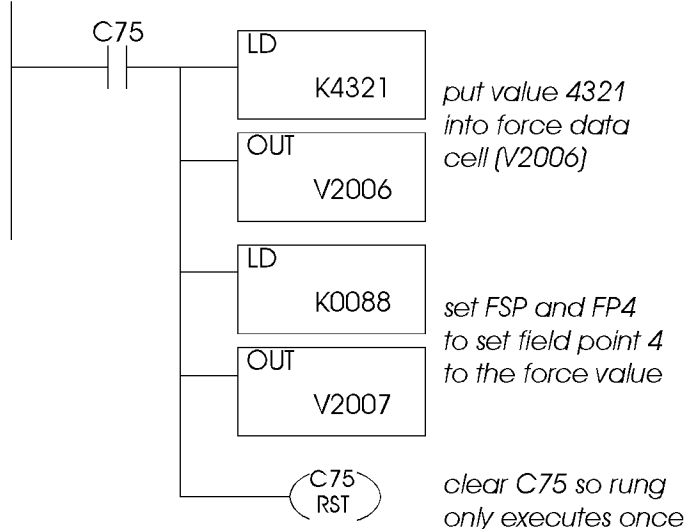 C75
LD
K4321
put value 4321
into force data
cell (V2006)
OUT
V2006
LD
K0088
set FSP and FP4
to set field point 4
to the force value
OUT
V2007
C75
RST
clear C75 so rung
only executes once